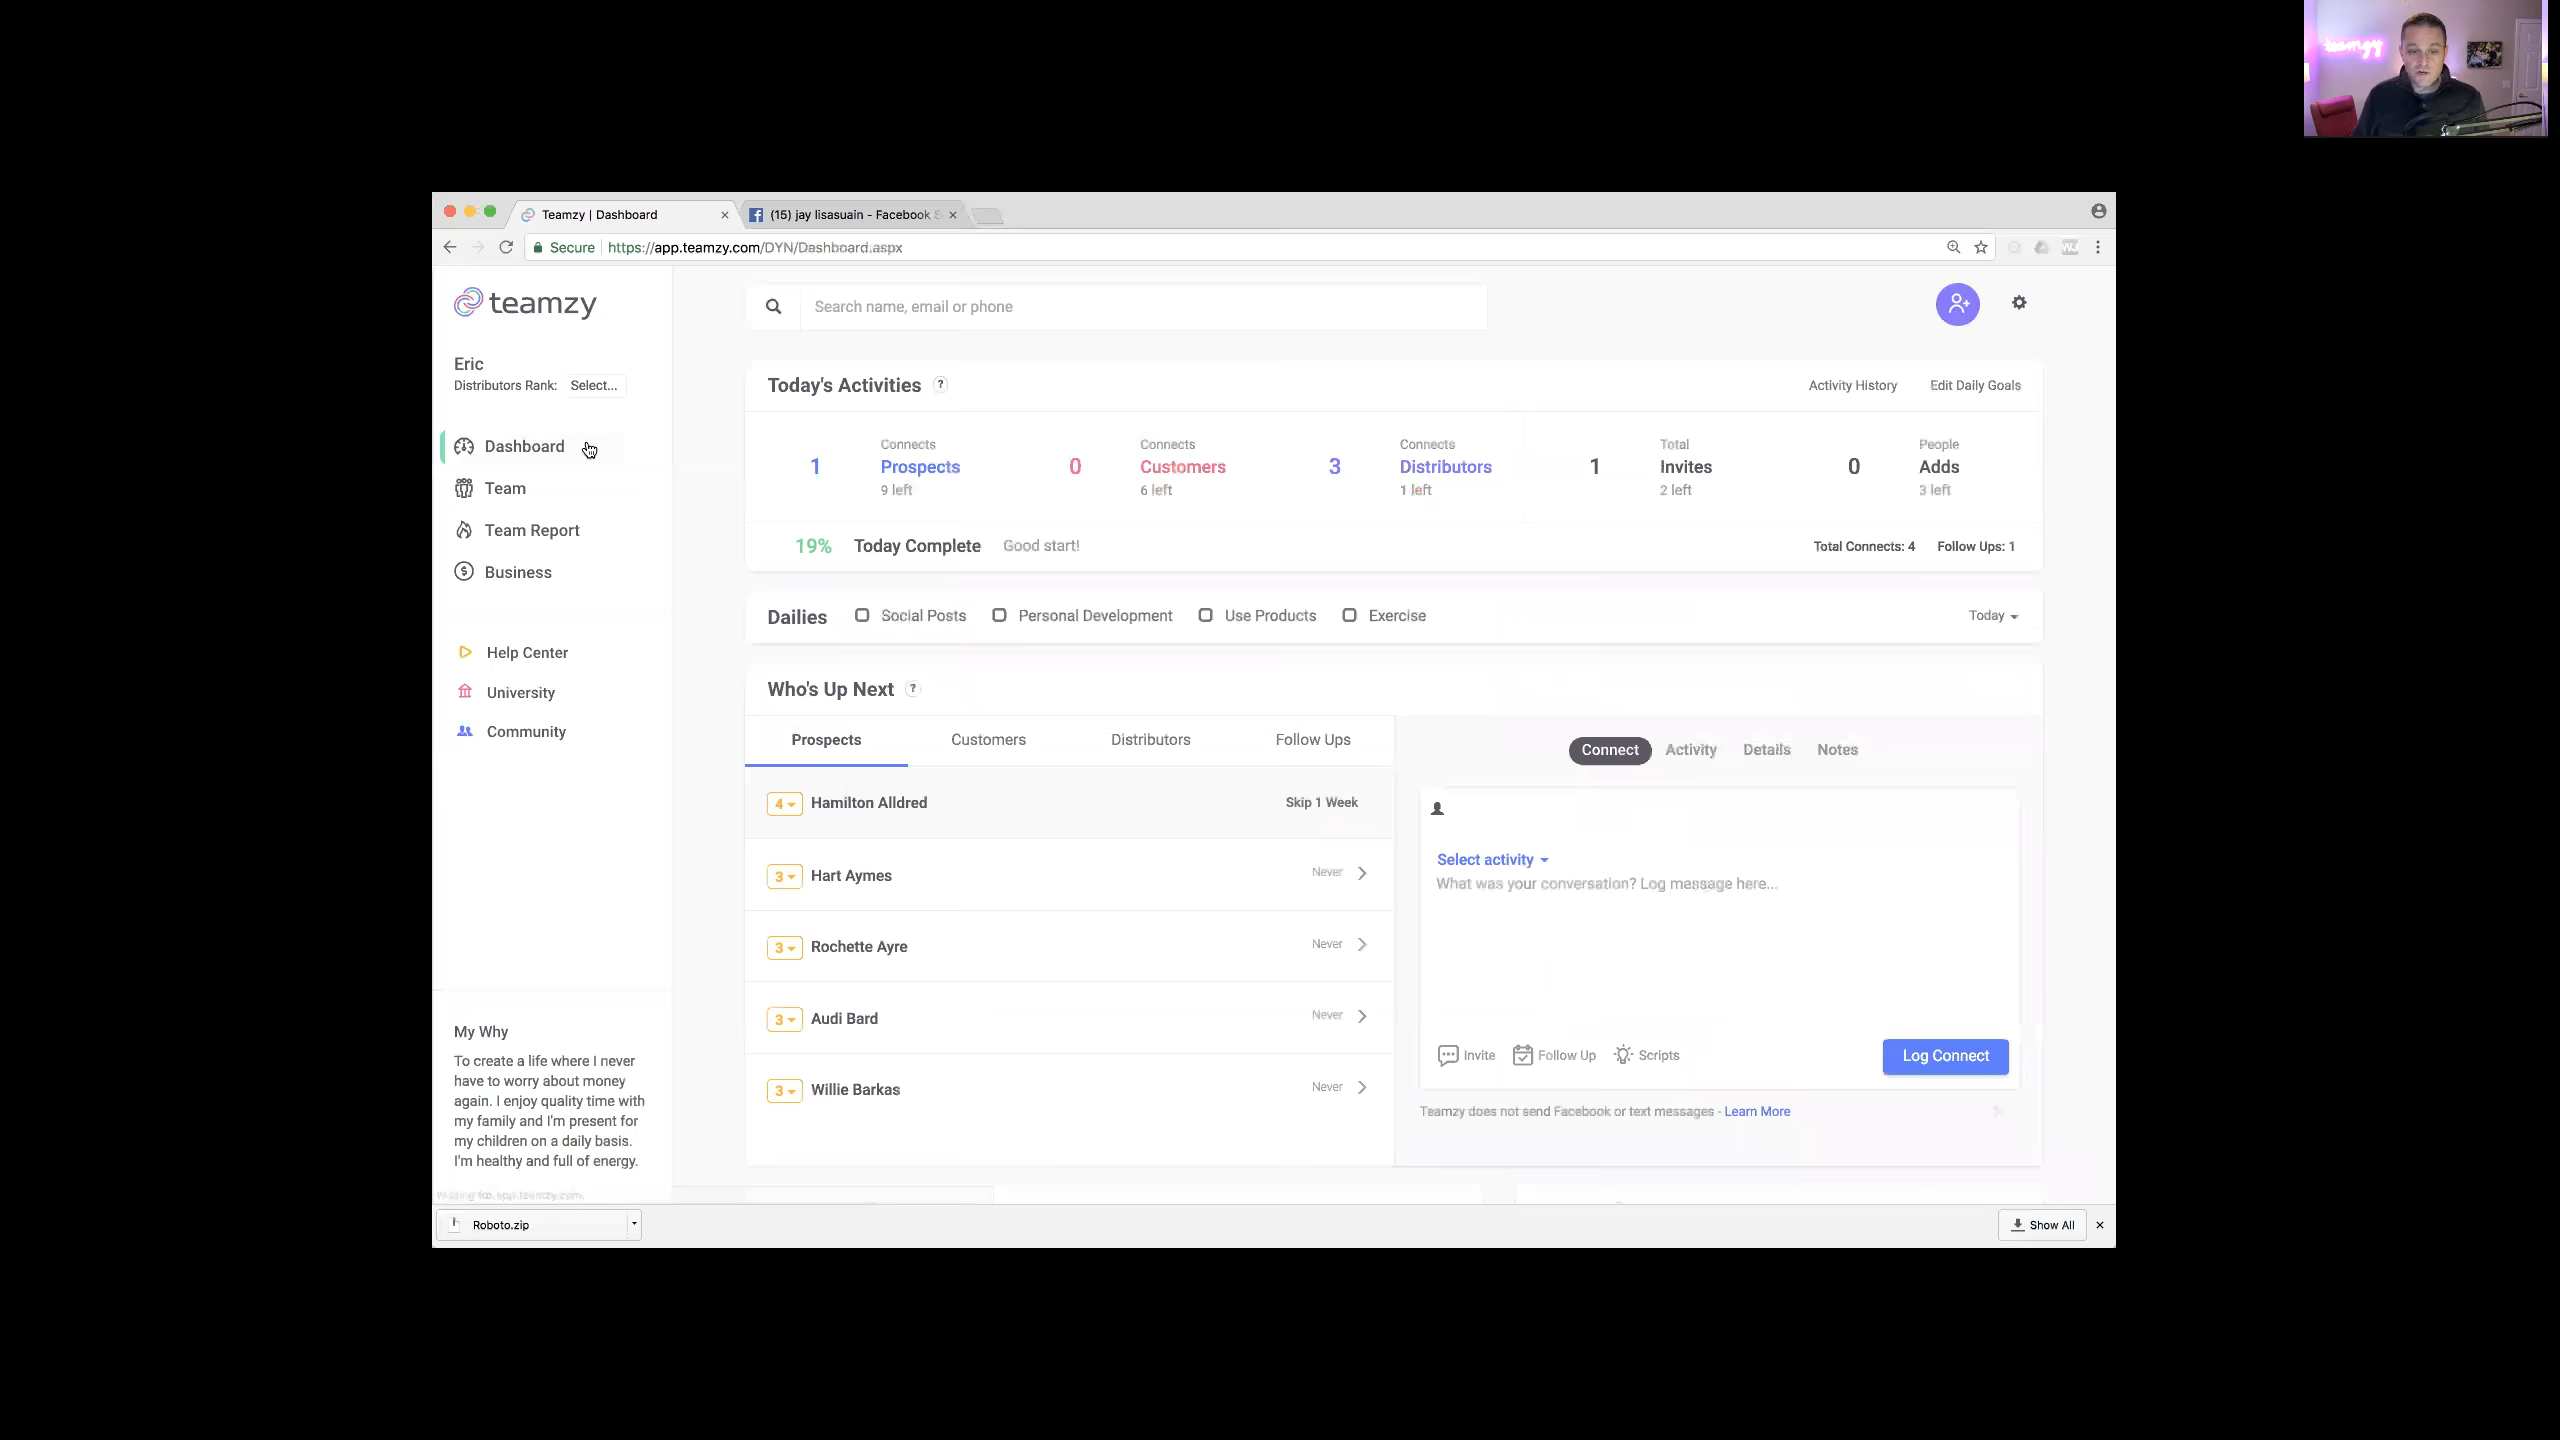 teamzy
Teamzy | Dashboard
(15) jay lisasuain - Facebook S
Secure
https://app.teamzy.com/DYN/Dashboard.aspx
teamzy
Search name, email or phone
Eric
Distributors Rank: Select...
Dashboard
Team
Team Report
Business
Help Center
University
Community
My Why
To create a life where I never
have to worry about money
again. I enjoy quality time with
my family and I'm present for
my children on a daily basis.
I'm healthy and full of energy.
Today's Activities ?
Activity History Edit Daily Goals
1 Connects Prospects 9 left
0 Connects Customers 6 left
3 Connects Distributors 1 left
1 Total Invites 2 left
0 People Adds 3 left
19% Today Complete Good start!
Total Connects: 4 Follow Ups: 1
Dailies Social Posts Personal Development Use Products Exercise Today
Who's Up Next ?
Prospects Customers Distributors Follow Ups
4 Hamilton Alldred Skip 1 Week
3 Hart Aymes Never
3 Rochette Ayre Never
3 Audi Bard Never
3 Willie Barkas Never
Connect Activity Details Notes
Select activity
What was your conversation? Log message here...
Invite Follow Up Scripts Log Connect
Teamzy does not send Facebook or text messages - Learn More
Roboto.zip
Show All